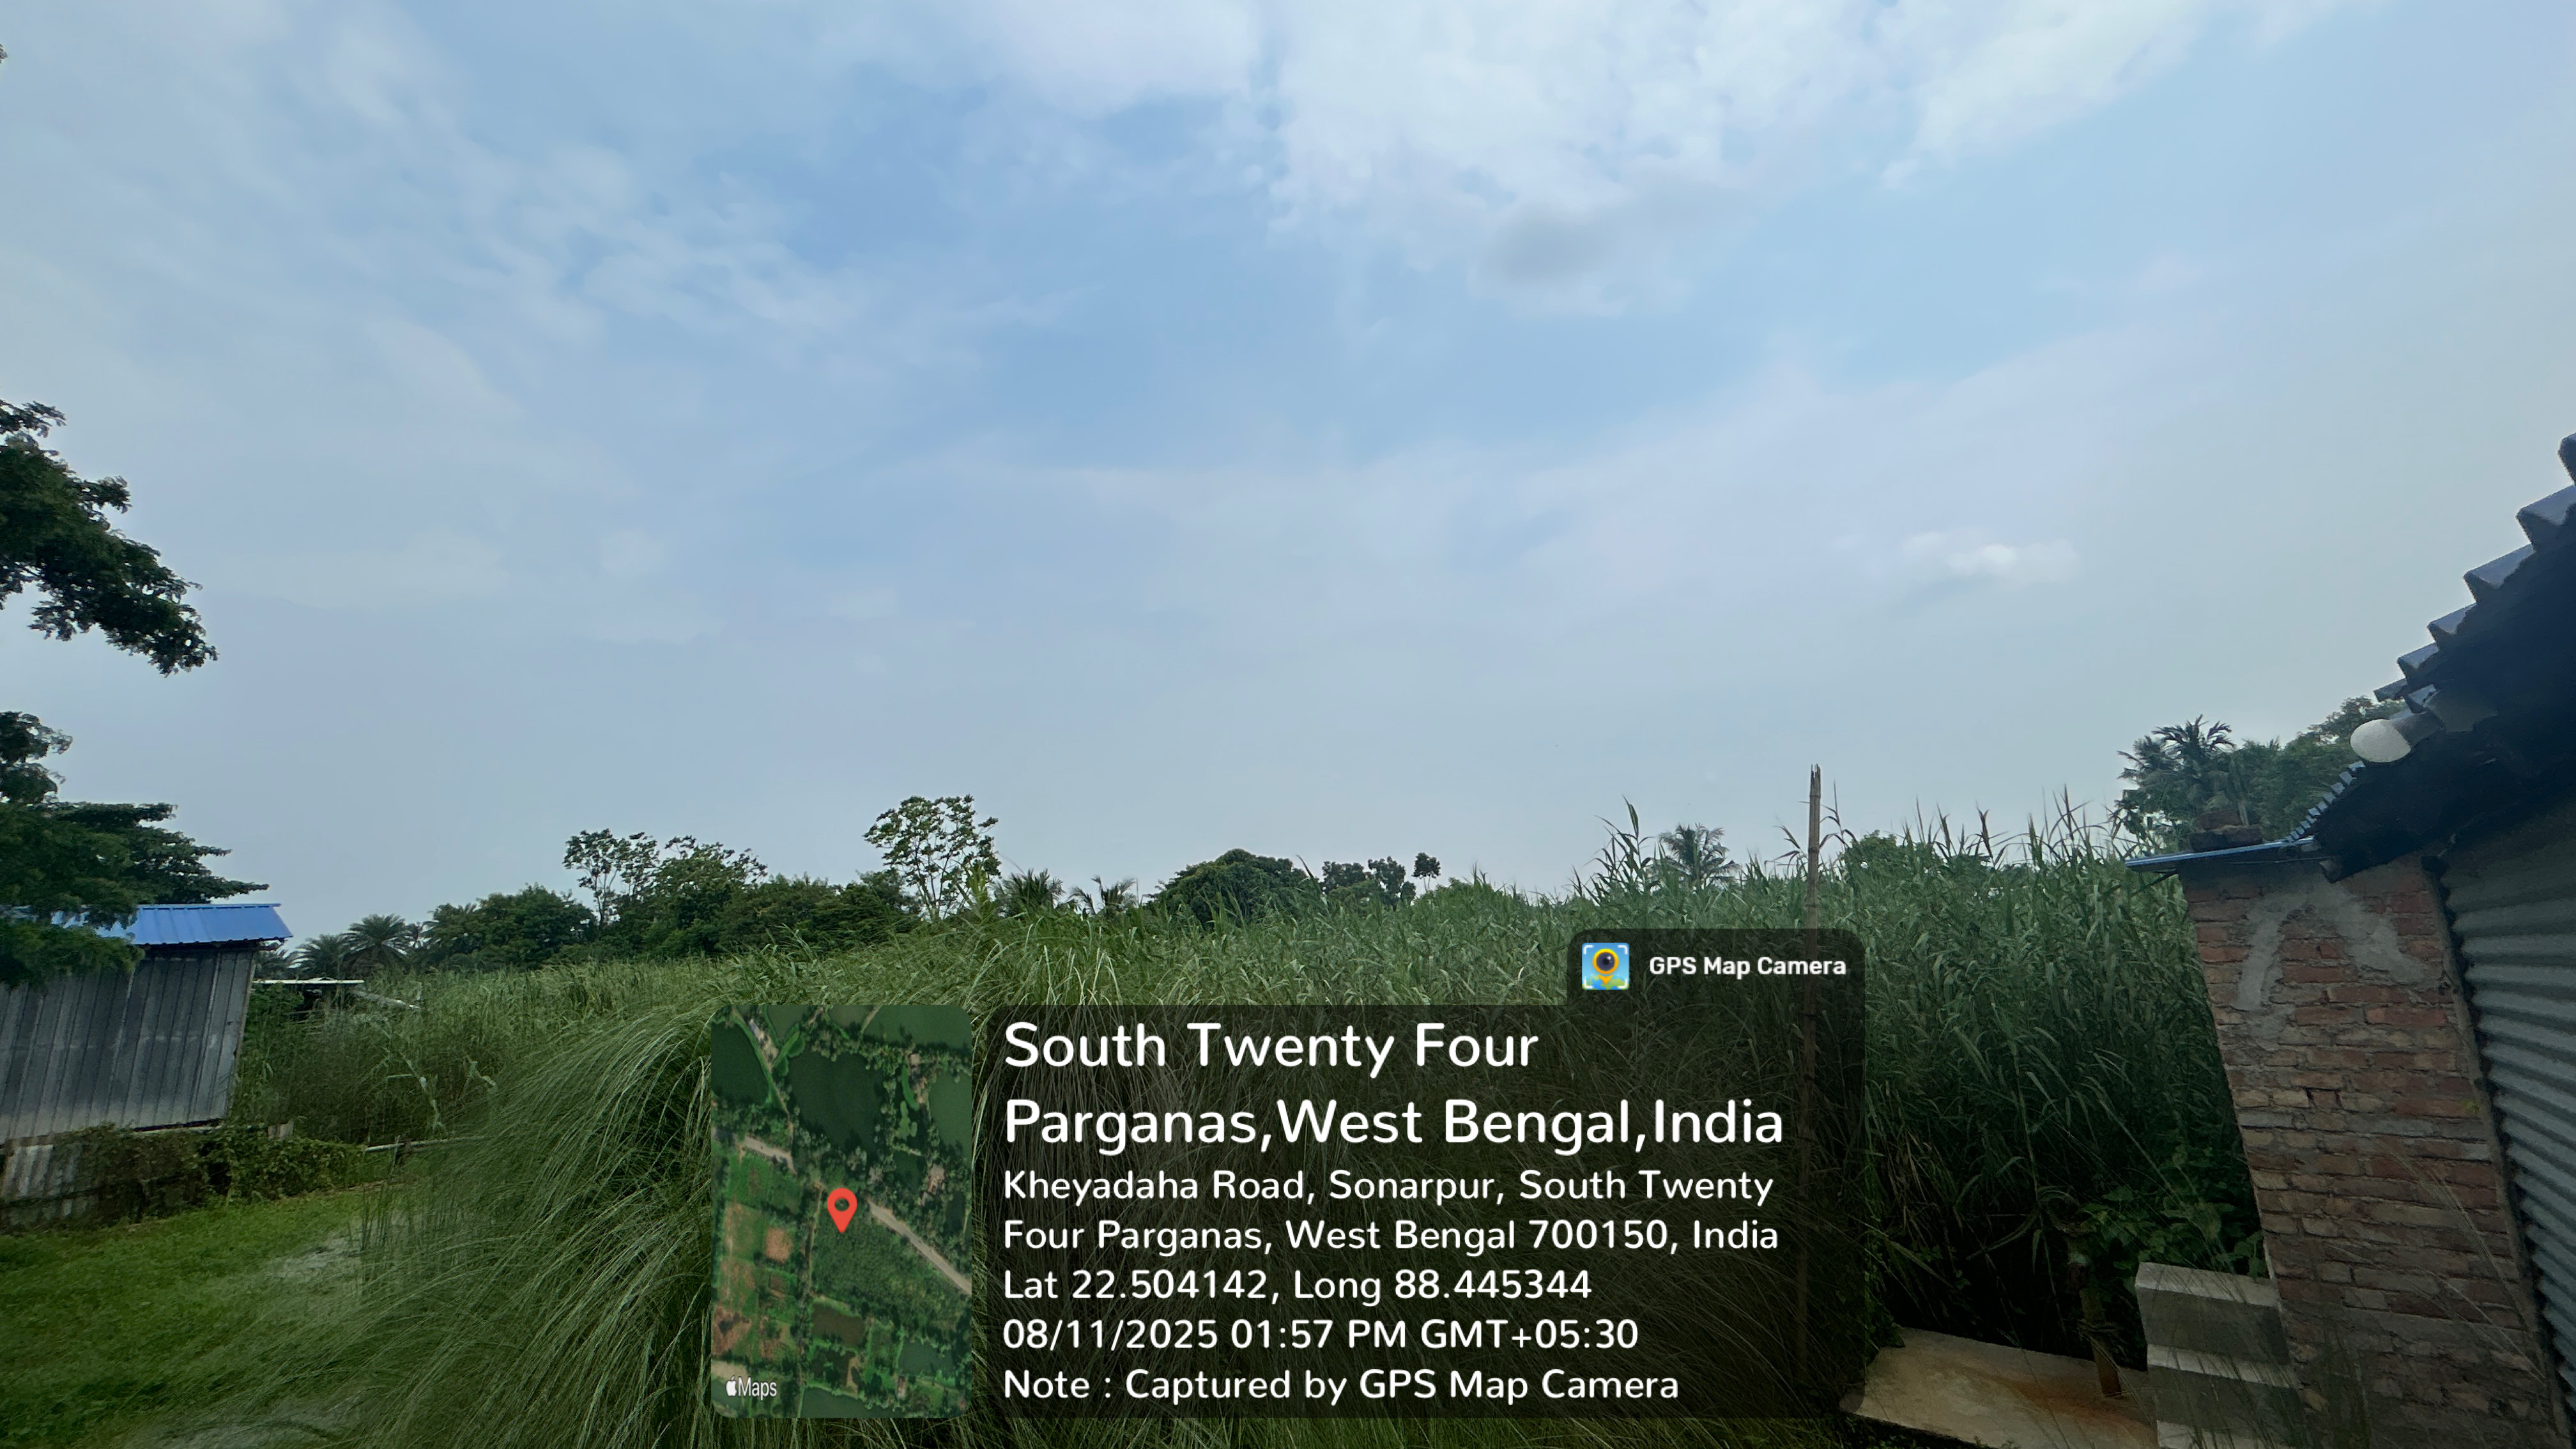 GPS Map Camera
South Twenty Four
Parganas,West Bengal,India
Kheyadaha Road, Sonarpur, South Twenty
Four Parganas, West Bengal 700150, India
Lat 22.504142, Long 88.445344
08/11/2025 01:57 PM GMT+05:30
Note : Captured by GPS Map Camera
Maps